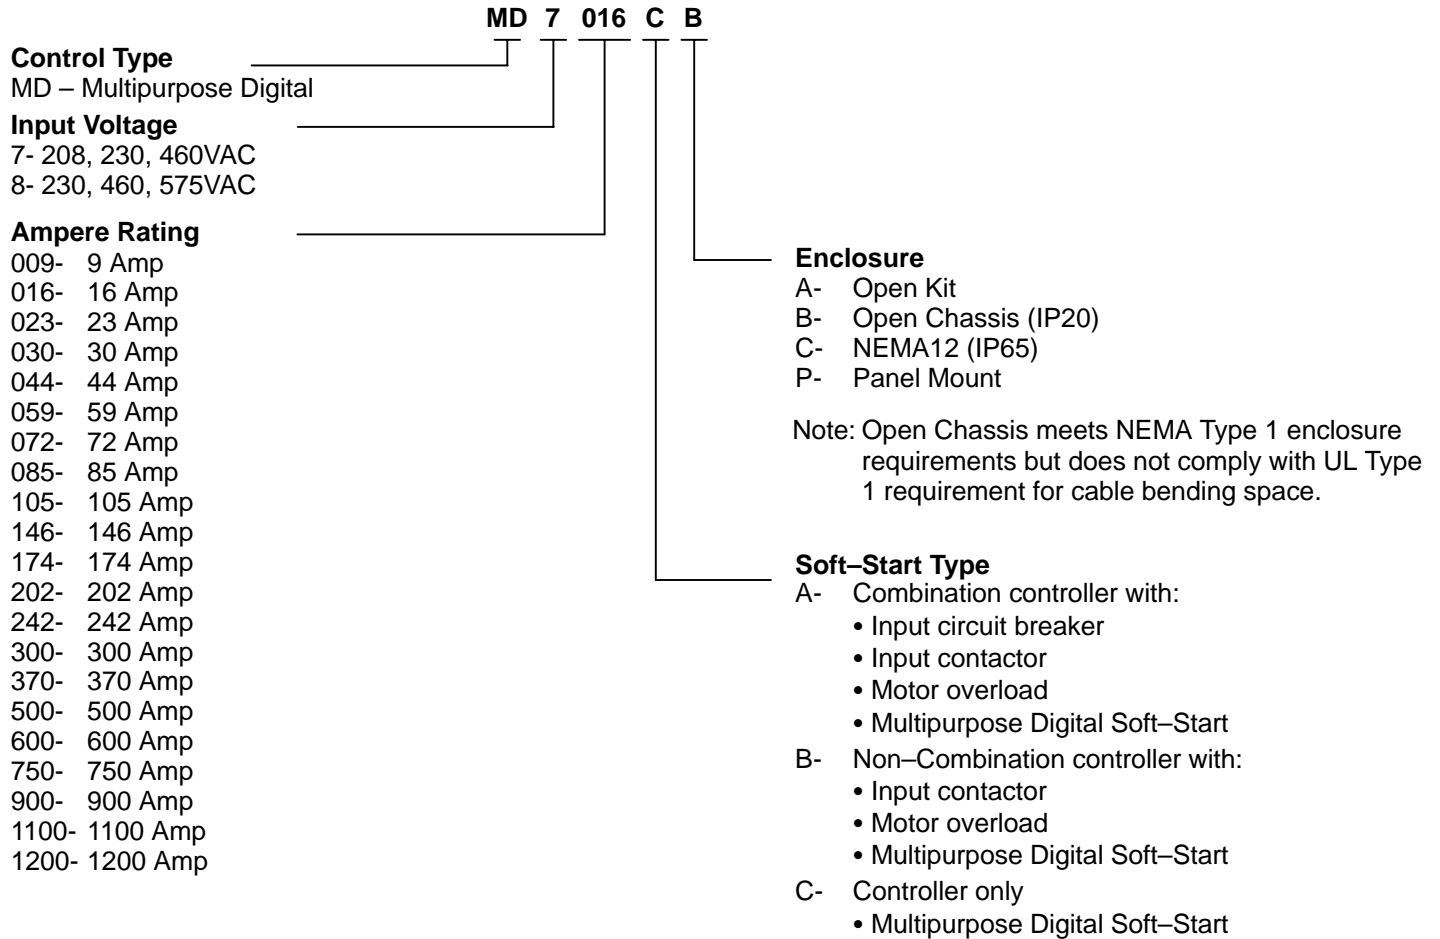 MD 7 016 C B
Control Type
MD – Multipurpose Digital
Input Voltage
7- 208, 230, 460VAC
8- 230, 460, 575VAC
Ampere Rating
009- 9 Amp
016- 16 Amp
023- 23 Amp
030- 30 Amp
044- 44 Amp
059- 59 Amp
072- 72 Amp
085- 85 Amp
105- 105 Amp
146- 146 Amp
174- 174 Amp
202- 202 Amp
242- 242 Amp
300- 300 Amp
370- 370 Amp
500- 500 Amp
600- 600 Amp
750- 750 Amp
900- 900 Amp
1100- 1100 Amp
1200- 1200 Amp
Enclosure
A- Open Kit
B- Open Chassis (IP20)
C- NEMA12 (IP65)
P- Panel Mount
Note: Open Chassis meets NEMA Type 1 enclosure
requirements but does not comply with UL Type
1 requirement for cable bending space.
Soft–Start Type
A- Combination controller with:
• Input circuit breaker
• Input contactor
• Motor overload
• Multipurpose Digital Soft–Start
B- Non–Combination controller with:
• Input contactor
• Motor overload
• Multipurpose Digital Soft–Start
C- Controller only
• Multipurpose Digital Soft–Start